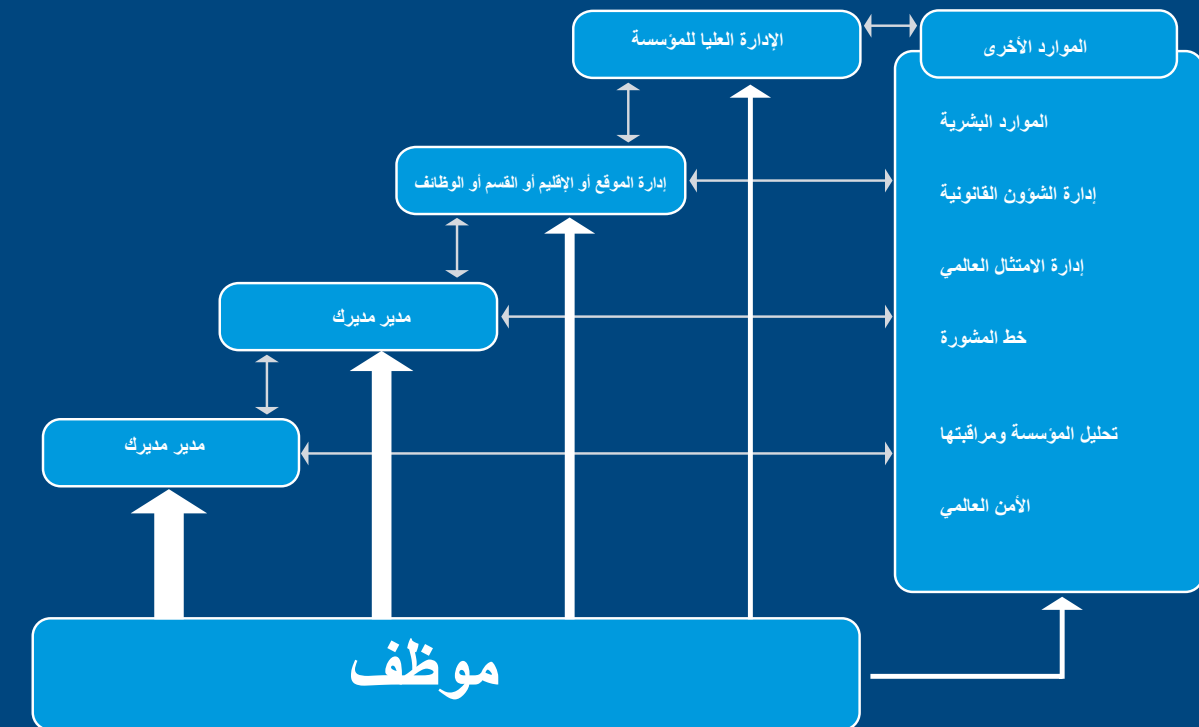 الإدارة العليا للمؤسسة
الموارد الأخرى
الموارد البشرية
إدارة الموقع أو الإقليم أو القسم أو الوظائف
إدارة الشؤون القانونية
إدارة الامتثال العالمي
مدير مديرك
خط المشورة
مدير مديرك
تحليل المؤسسة ومراقبتها
الأمن العالمي
موظف